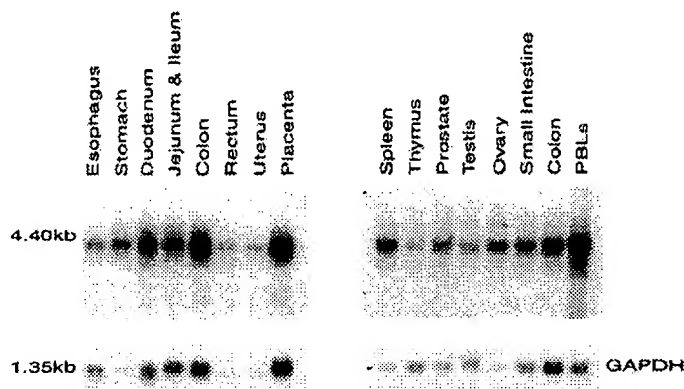 Esophagus
Stomach
Duodenum
Jejunum & Ileum
Colon
Rectum
Uterus
Placenta
Spleen
Thymus
Prostate
Testis
Ovary
Small Intestine
Colon
PBLs
4.40kb
1.35kb
GAPDH